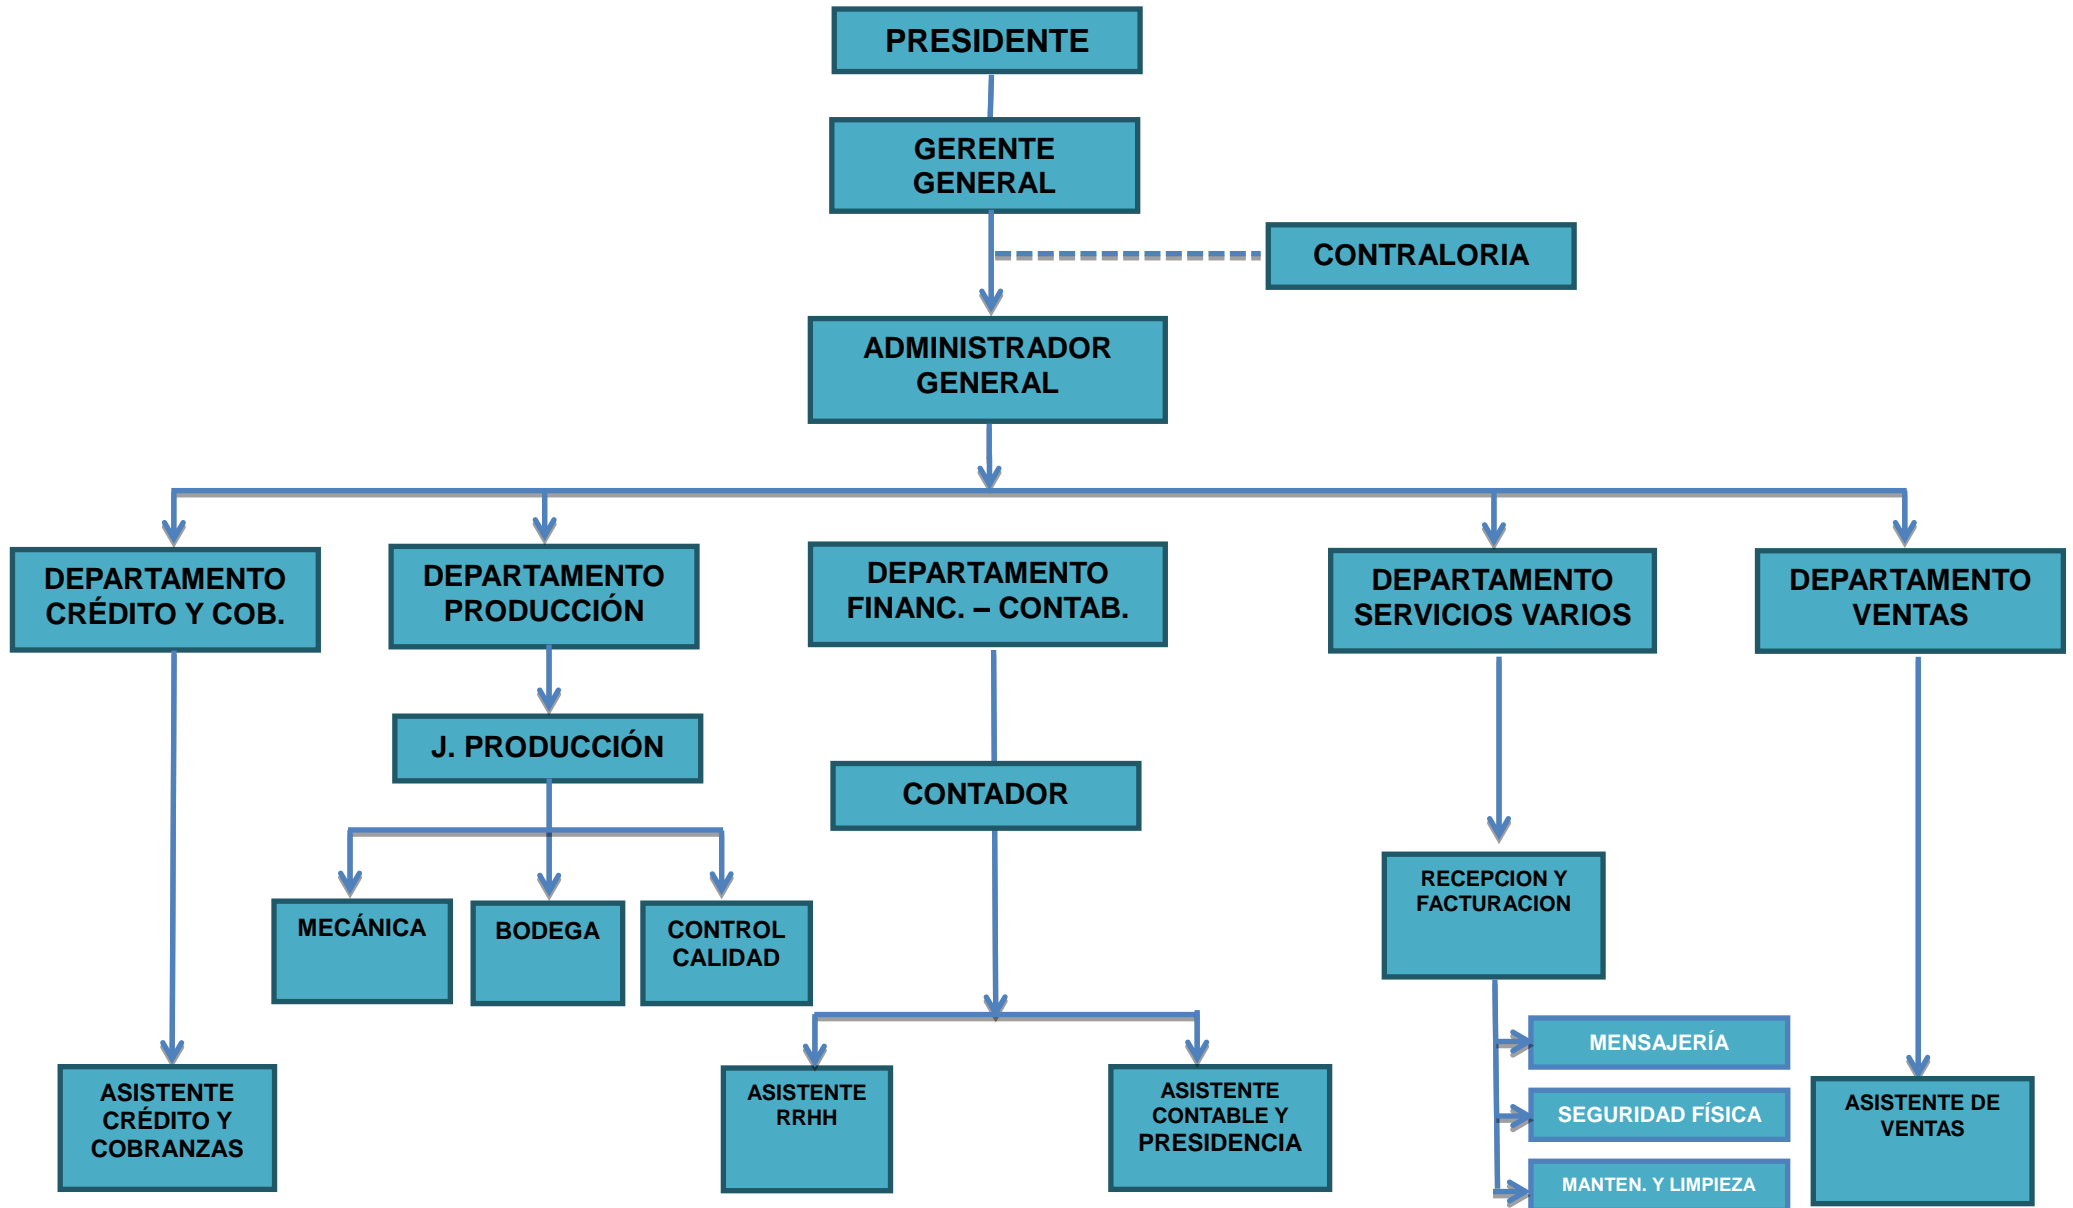 PRESIDENTE
GERENTE
GENERAL
CONTRALORIA
ADMINISTRADOR
GENERAL
DEPARTAMENTO
CRÉDITO Y COB.
DEPARTAMENTO
PRODUCCIÓN
DEPARTAMENTO
FINANC. – CONTAB.
DEPARTAMENTO
SERVICIOS VARIOS
DEPARTAMENTO
VENTAS
J. PRODUCCIÓN
CONTADOR
RECEPCION Y
FACTURACION
MECÁNICA
BODEGA
CONTROL
CALIDAD
MENSAJERÍA
SEGURIDAD FÍSICA
MANTEN. Y LIMPIEZA
ASISTENTE
CRÉDITO Y
COBRANZAS
ASISTENTE
RRHH
ASISTENTE
CONTABLE Y
PRESIDENCIA
ASISTENTE DE
VENTAS